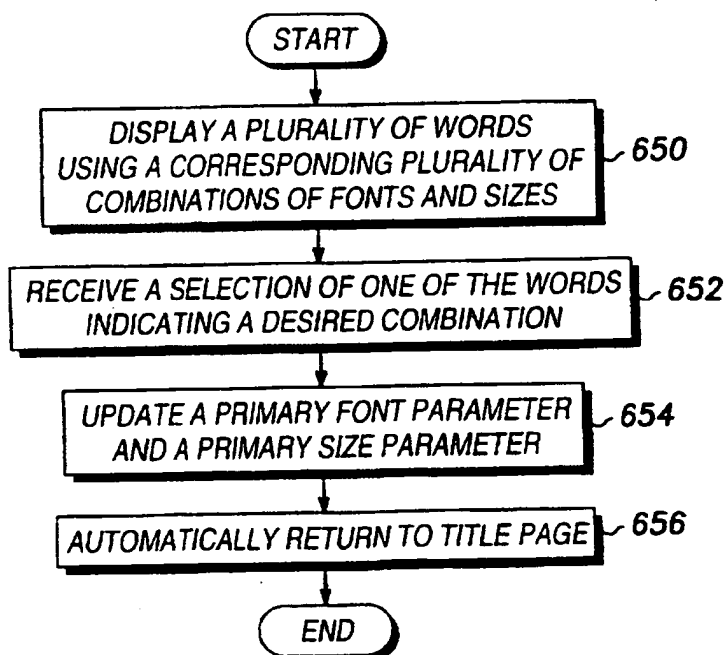 START
DISPLAY A PLURALITY OF WORDS
USING A CORRESPONDING PLURALITY OF
COMBINATIONS OF FONTS AND SIZES
650
RECEIVE A SELECTION OF ONE OF THE WORDS
INDICATING A DESIRED COMBINATION
652
UPDATE A PRIMARY FONT PARAMETER
AND A PRIMARY SIZE PARAMETER
654
AUTOMATICALLY RETURN TO TITLE PAGE
656
END